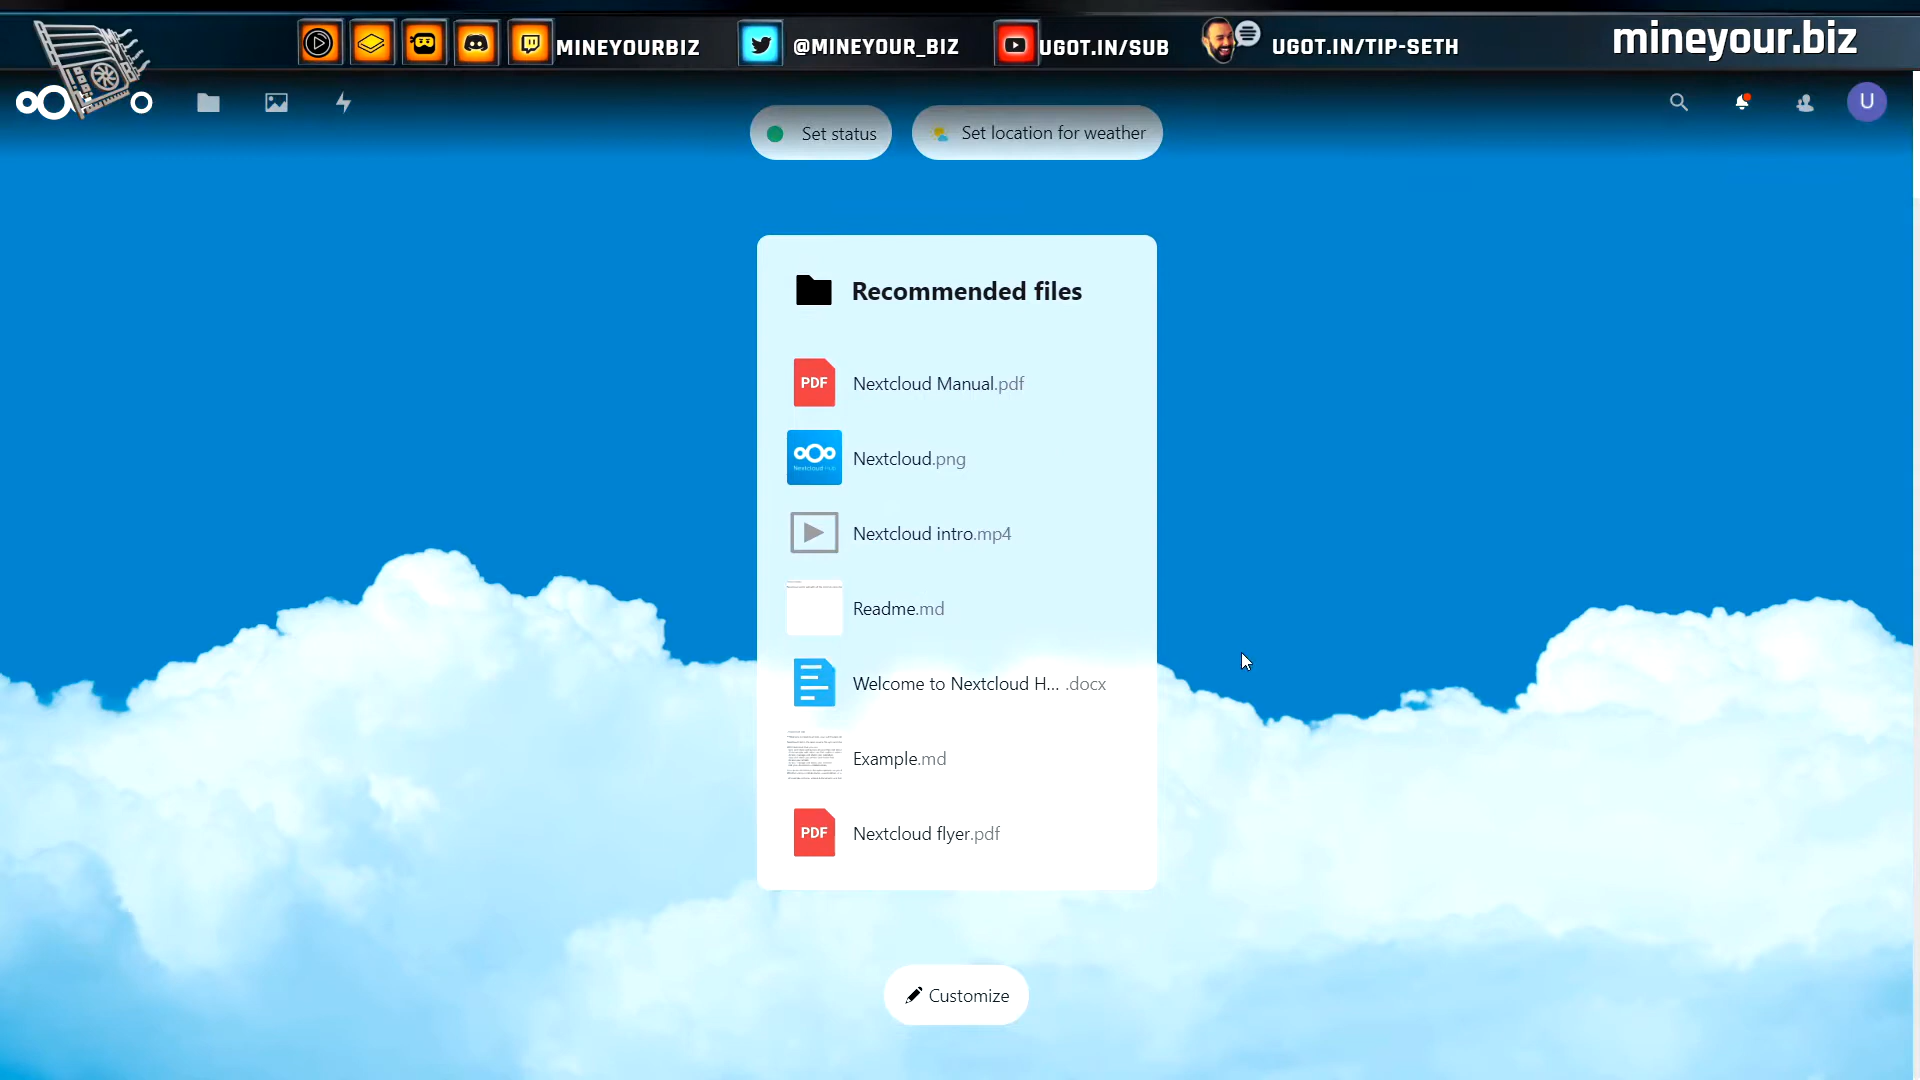 MINEYOURBIZ
@MINEYOUR_BIZ
UGOT.IN/SUB
UGOT.IN/TIP-SETH
mineyour.biz
U
Set status
Set location for weather
Recommended files
PDF
Nextcloud Manual.pdf
Nextcloud Hub
Nextcloud.png
Nextcloud intro.mp4
Readme.md
Welcome to Nextcloud H... .docx
Example.md
PDF
Nextcloud flyer.pdf
Customize